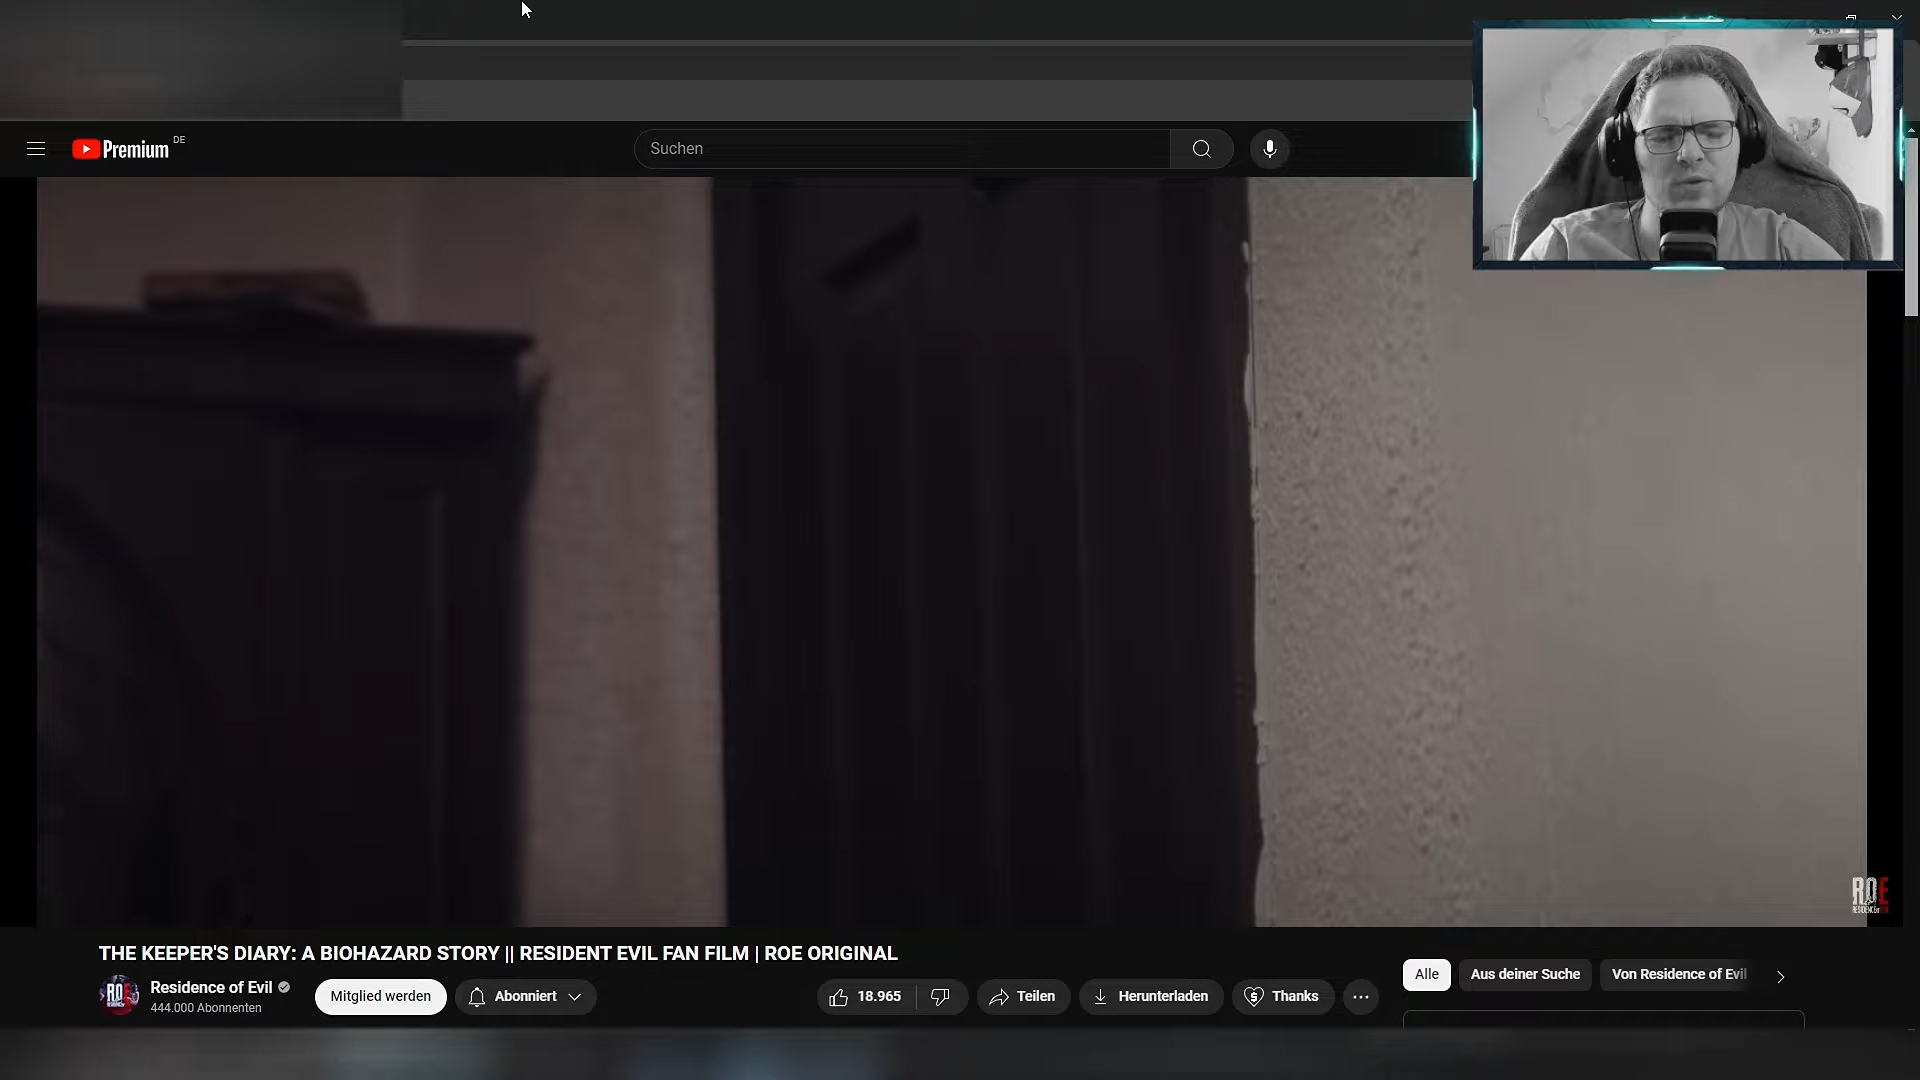 Premium DE
Suchen
ROE
THE KEEPER'S DIARY: A BIOHAZARD STORY || RESIDENT EVIL FAN FILM | ROE ORIGINAL
Residence of Evil
444.000 Abonnenten
Mitglied werden
Abonniert
18.965
Teilen
Herunterladen
Thanks
Alle
Aus deiner Suche
Von Residence of Evil